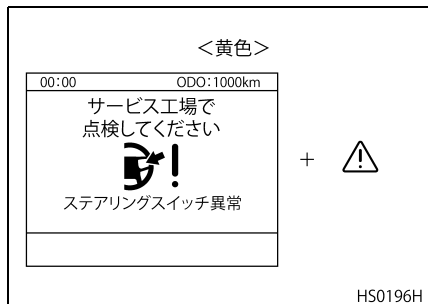 ＜黄色＞
00:00 ODO：1000km
サービス工場で
点検してください
ステアリングスイッチ異常
+
HS0196H